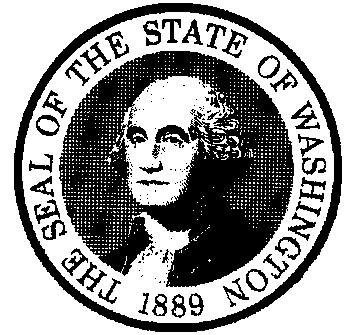 THE SEAL OF THE STATE OF WASHINGTON
1889